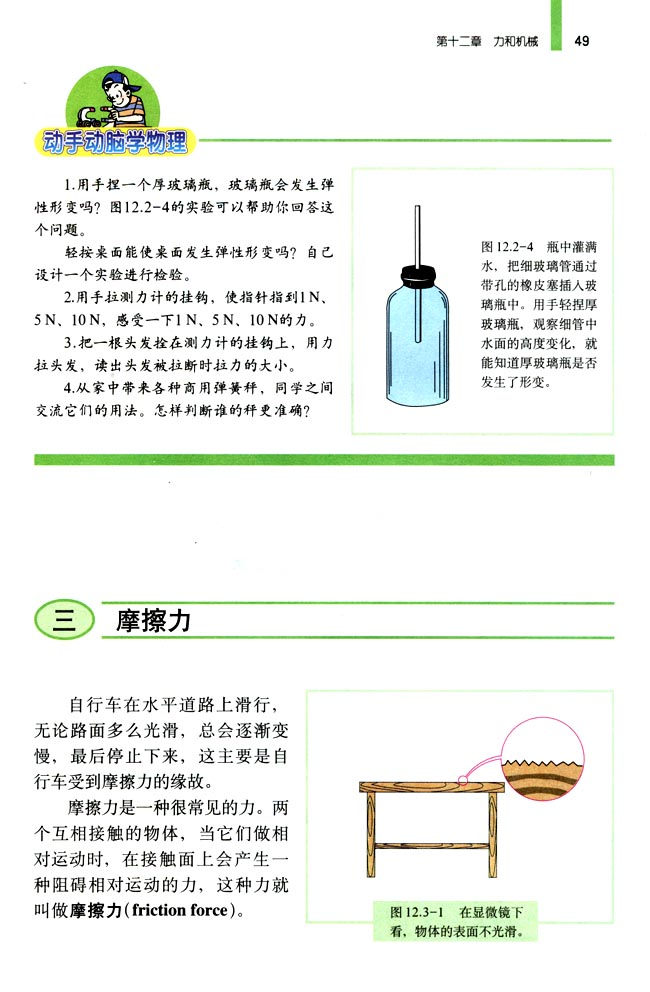 第十二章 力和机械 49
动手动脑学物理
1.用手捏一个厚玻璃瓶，玻璃瓶会发生弹
性形变吗？图12.2-4的实验可以帮助你回答这
个问题。
轻按桌面能使桌面发生弹性形变吗？自己
设计一个实验进行检验。
2.用手拉测力计的挂钩，使指针指到1 N、
5 N、10 N，感受一下1 N、5 N、10 N的力。
3.把一根头发拴在测力计的挂钩上，用力
拉头发，读出头发被拉断时拉力的大小。
4.从家中带来各种商用弹簧秤，同学之间
交流它们的用法。怎样判断谁的秤更准确？
图 12.2-4 瓶中灌满
水，把细玻璃管通过
带孔的橡皮塞插入玻
璃瓶中。用手轻捏厚
玻璃瓶，观察细管中
水面的高度变化，就
能知道厚玻璃瓶是否
发生了形变。
三 摩擦力
自行车在水平道路上滑行，
无论路面多么光滑，总会逐渐变
慢，最后停止下来，这主要是自
行车受到摩擦力的缘故。
摩擦力是一种很常见的力。两
个互相接触的物体，当它们做相
对运动时，在接触面上会产生一
种阻碍相对运动的力，这种力就
叫做摩擦力(friction force)。
图 12.3-1 在显微镜下
看，物体的表面不光滑。